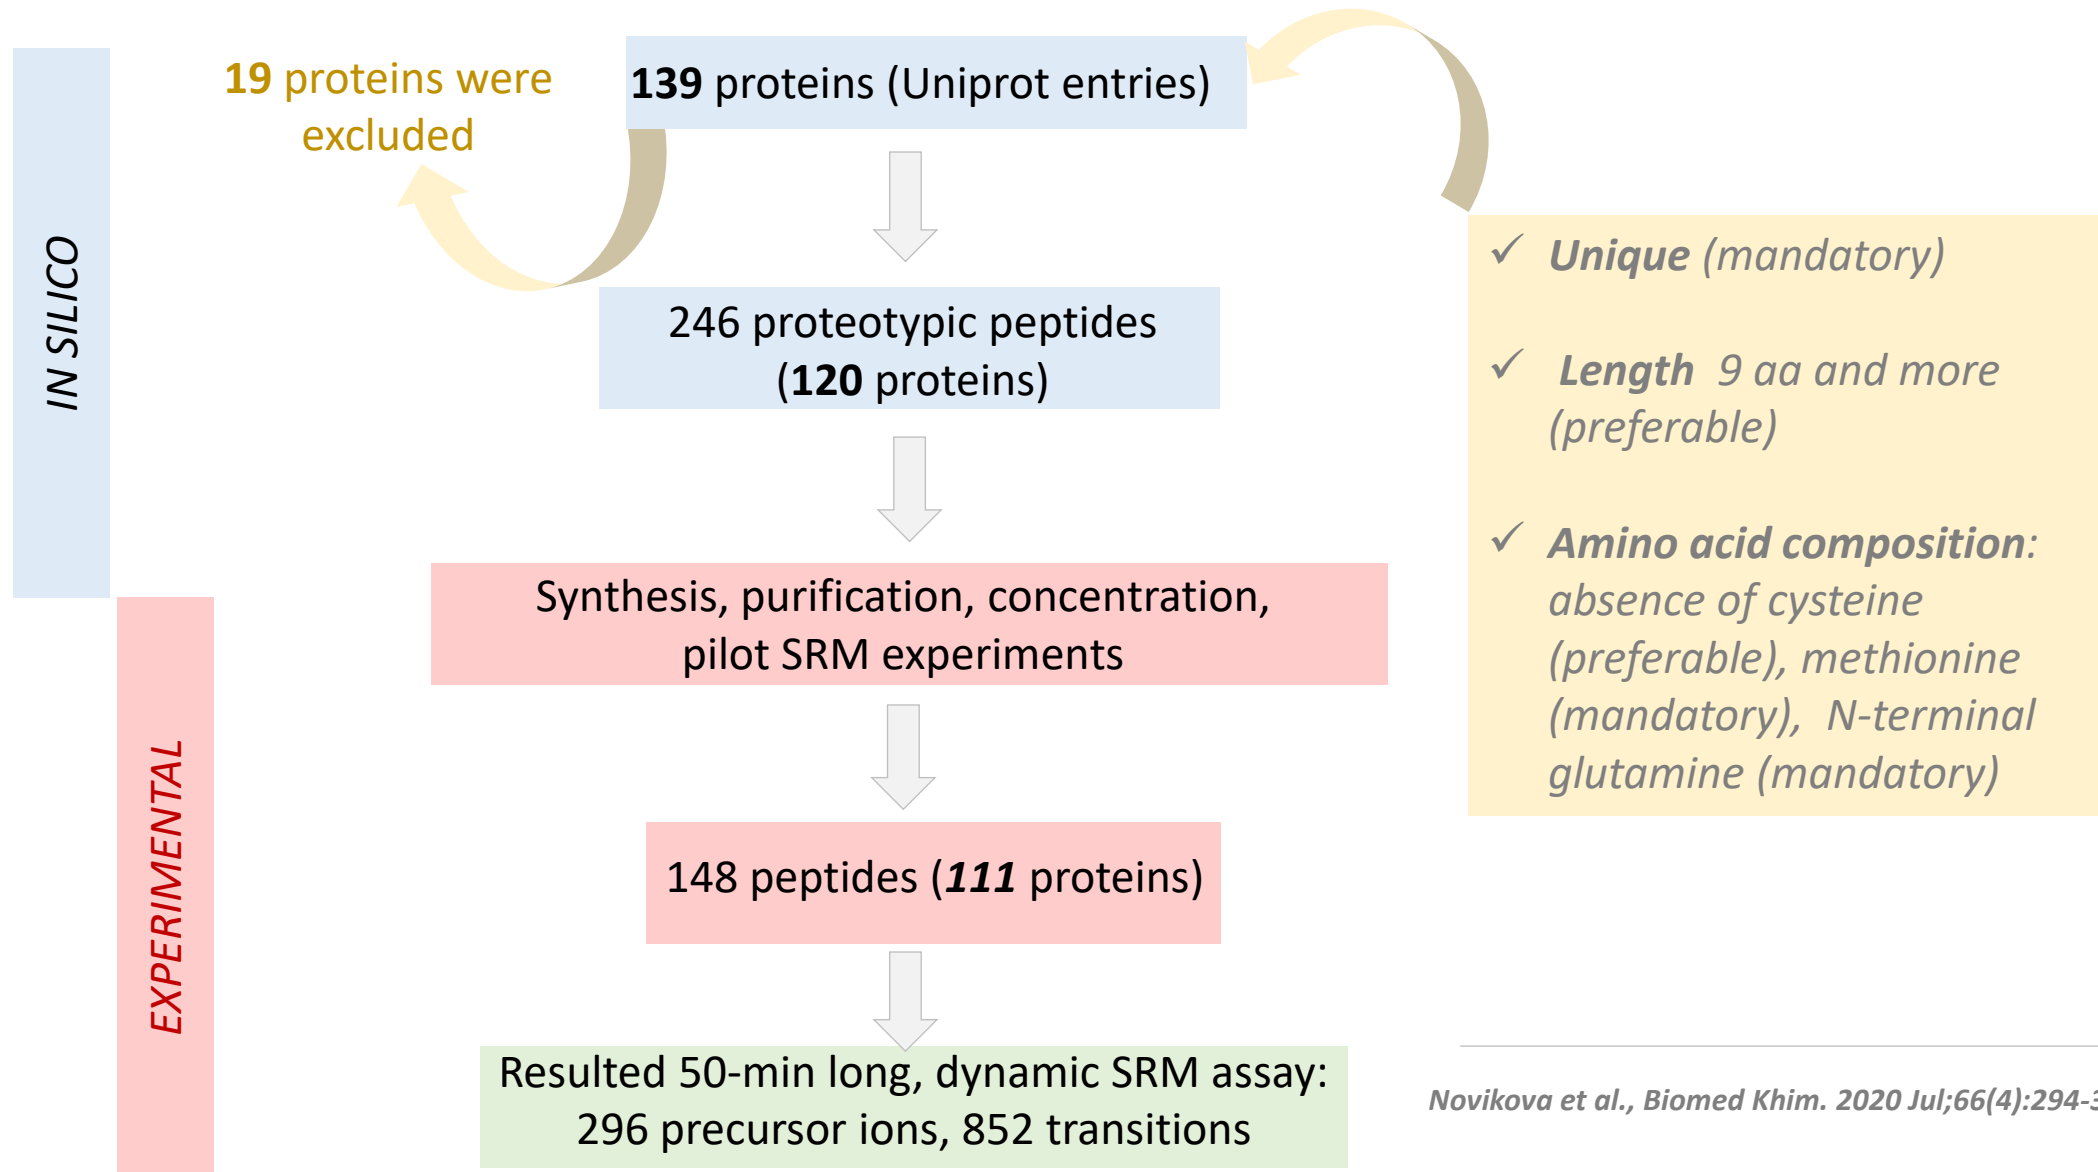 IN SILICO
EXPERIMENTAL
19 proteins were
excluded
139 proteins (Uniprot entries)
246 proteotypic peptides
(120 proteins)
Synthesis, purification, concentration,
pilot SRM experiments
148 peptides (111 proteins)
Resulted 50-min long, dynamic SRM assay:
296 precursor ions, 852 transitions
✓ Unique (mandatory)
✓ Length 9 aa and more
(preferable)
✓ Amino acid composition:
absence of cysteine
(preferable), methionine
(mandatory), N-terminal
glutamine (mandatory)
Novikova et al., Biomed Khim. 2020 Jul;66(4):294-3